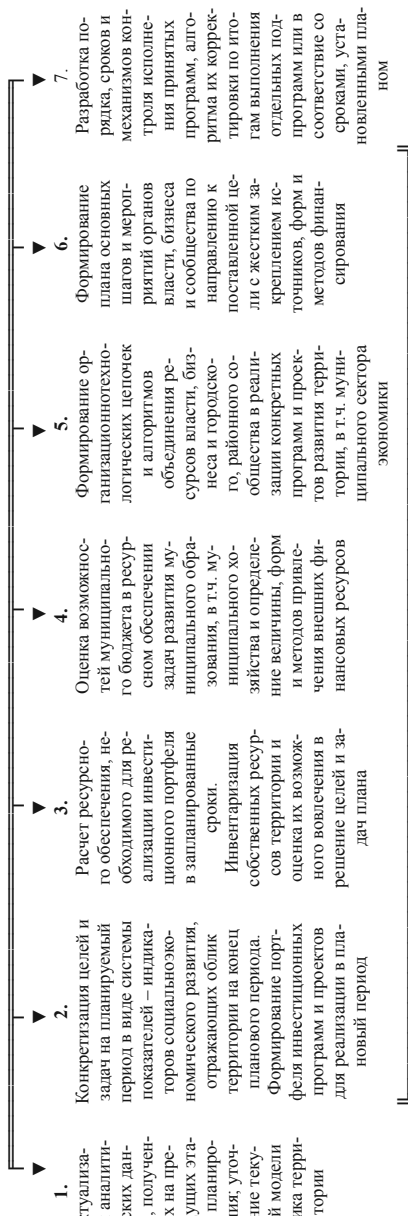 1.
туализа-
аналити-
ских дан-
, получен-
х на пре-
ущих эта-
планиро-
ния; уточ-
ние теку-
й модели
ика терри-
тории
2.
Конкретизация целей и
задач на планируемый
период в виде системы
показателей – индика-
торов социальноэко-
номического развития,
отражающих облик
территории на конец
планового периода.
Формирование порт-
феля инвестиционных
программ и проектов
для реализации в пла-
новый период
3.
Расчет ресурсно-
го обеспечения, не-
обходимого для ре-
ализации инвести-
ционного портфеля
в запланированные
сроки.
Инвентаризация
собственных ресур-
сов территории и
оценка их возмож-
ного вовлечения в
решение целей и за-
дач плана
4.
Оценка возможнос-
тей муниципально-
го бюджета в ресур-
сном обеспечении
задач развития му-
ниципального обра-
зования, в т.ч. му-
ниципального хо-
зяйства и определе-
ние величины, форм
и методов привле-
чения внешних фи-
нансовых ресурсов
5.
Формирование ор-
ганизационнотехно-
логических цепочек
и алгоритмов
объединения ре-
сурсов власти, биз-
неса и городско-
го, районного со-
общества в реали-
зации конкретных
программ и проек-
тов развития терри-
тории, в т.ч. муни-
ципального сектора
экономики
6.
Формирование
плана основных
шагов и мероп-
риятий органов
власти, бизнеса
и сообщества по
направлению к
поставленной це-
ли с жестким за-
креплением ис-
точников, форм и
методов финан-
сирования
7.
Разработка по-
рядка, сроков и
механизмов кон-
троля исполне-
ния принятых
программ, алго-
ритма их коррек-
тировки по ито-
гам выполнения
отдельных под-
программ или в
соответствие со
сроками, уста-
новленными пла-
ном